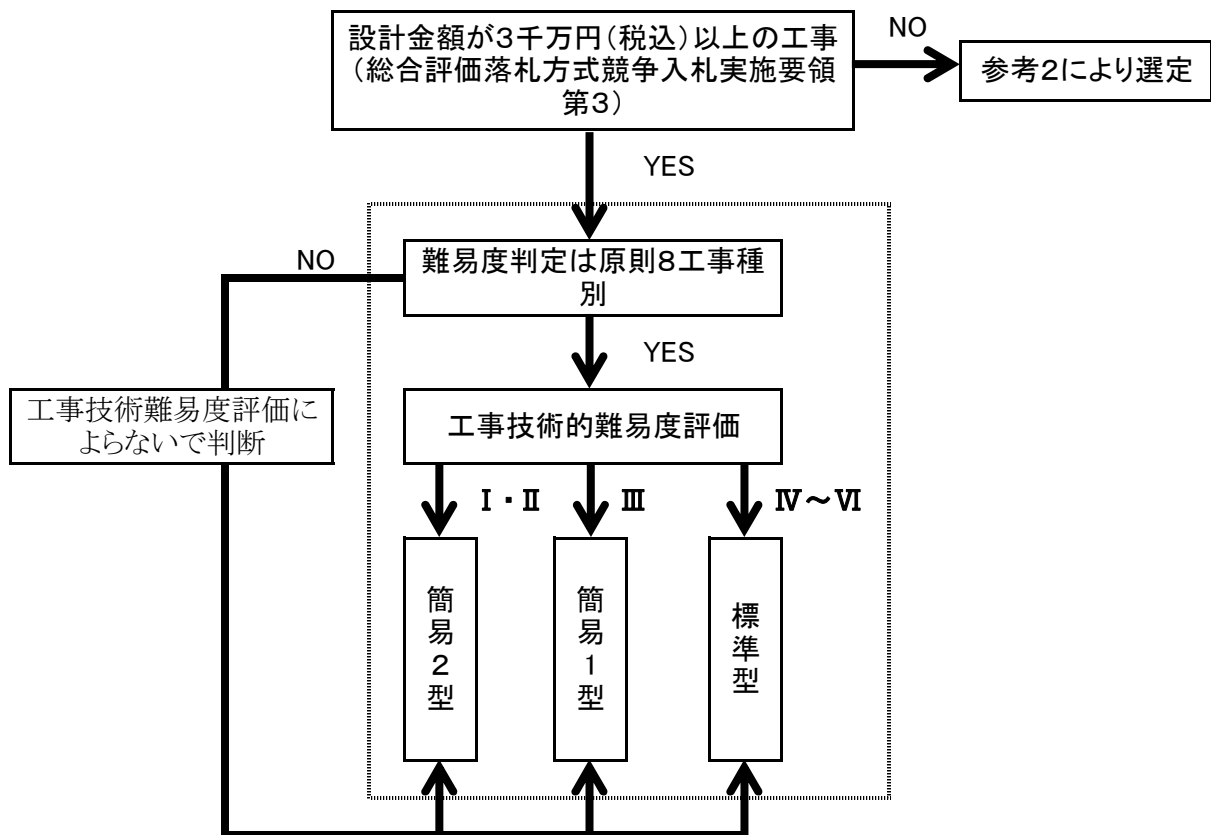 設計金額が3千万円(税込)以上の工事
(総合評価落札方式競争入札実施要領
第3)
NO
参考2により選定
YES
難易度判定は原則8工事種
別
NO
YES
工事技術難易度評価に
よらないで判断
工事技術的難易度評価
Ⅰ・Ⅱ
Ⅲ
Ⅳ～Ⅵ
簡易2型
簡易1型
標準型